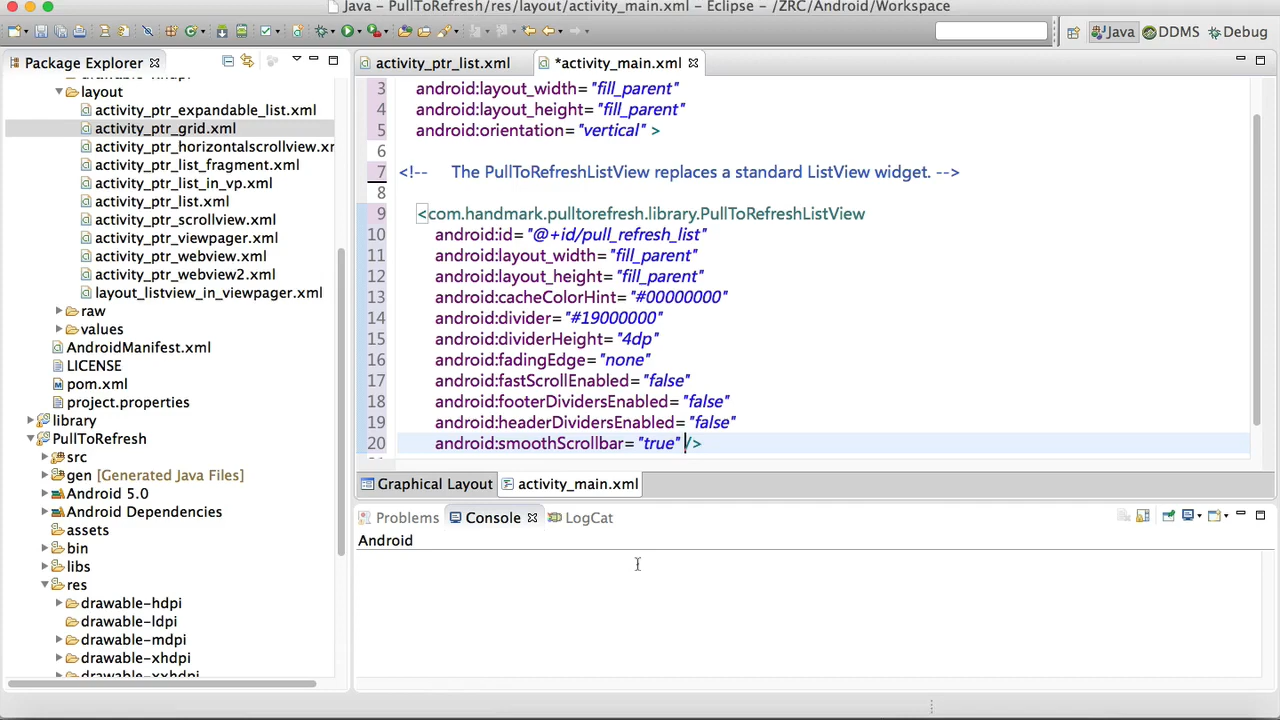 Java – PullToRefresh/res/layout/activity_main.xml – Eclipse – /ZRC/Android/Workspace
Java
DDMS
Debug
Package Explorer
layout
activity_ptr_expandable_list.xml
activity_ptr_grid.xml
activity_ptr_horizontalscrollview.xr
activity_ptr_list_fragment.xml
activity_ptr_list_in_vp.xml
activity_ptr_list.xml
activity_ptr_scrollview.xml
activity_ptr_viewpager.xml
activity_ptr_webview.xml
activity_ptr_webview2.xml
layout_listview_in_viewpager.xml
raw
values
AndroidManifest.xml
LICENSE
pom.xml
project.properties
library
PullToRefresh
src
gen [Generated Java Files]
Android 5.0
Android Dependencies
assets
bin
libs
res
drawable-hdpi
drawable-ldpi
drawable-mdpi
drawable-xhdpi
drawable-xxhdpi
activity_ptr_list.xml
*activity_main.xml
3 android:layout_width="fill_parent"
4 android:layout_height="fill_parent"
5 android:orientation="vertical" >
6
7 <!-- The PullToRefreshListView replaces a standard ListView widget. -->
8
9 <com.handmark.pulltorefresh.library.PullToRefreshListView
10 android:id="@+id/pull_refresh_list"
11 android:layout_width="fill_parent"
12 android:layout_height="fill_parent"
13 android:cacheColorHint="#00000000"
14 android:divider="#19000000"
15 android:dividerHeight="4dp"
16 android:fadingEdge="none"
17 android:fastScrollEnabled="false"
18 android:footerDividersEnabled="false"
19 android:headerDividersEnabled="false"
20 android:smoothScrollbar="true" />
Graphical Layout
activity_main.xml
Problems
Console
LogCat
Android